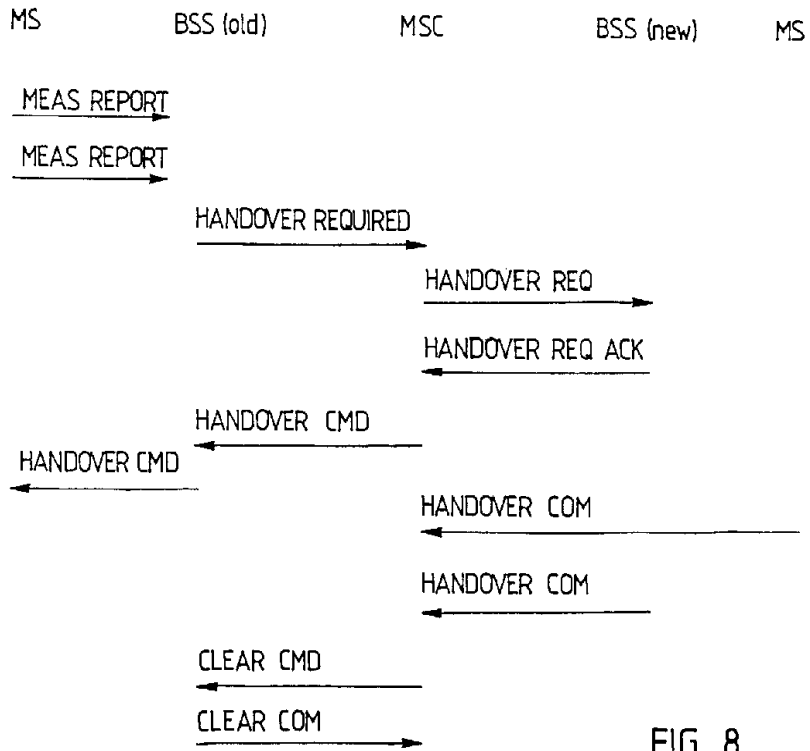 MS BSS (old) MSC BSS (new) MS
MEAS REPORT
MEAS REPORT
HANDOVER REQUIRED
HANDOVER REQ
HANDOVER REQ ACK
HANDOVER CMD
HANDOVER CMD
HANDOVER COM
HANDOVER COM
CLEAR CMD
CLEAR COM
FIG. 8